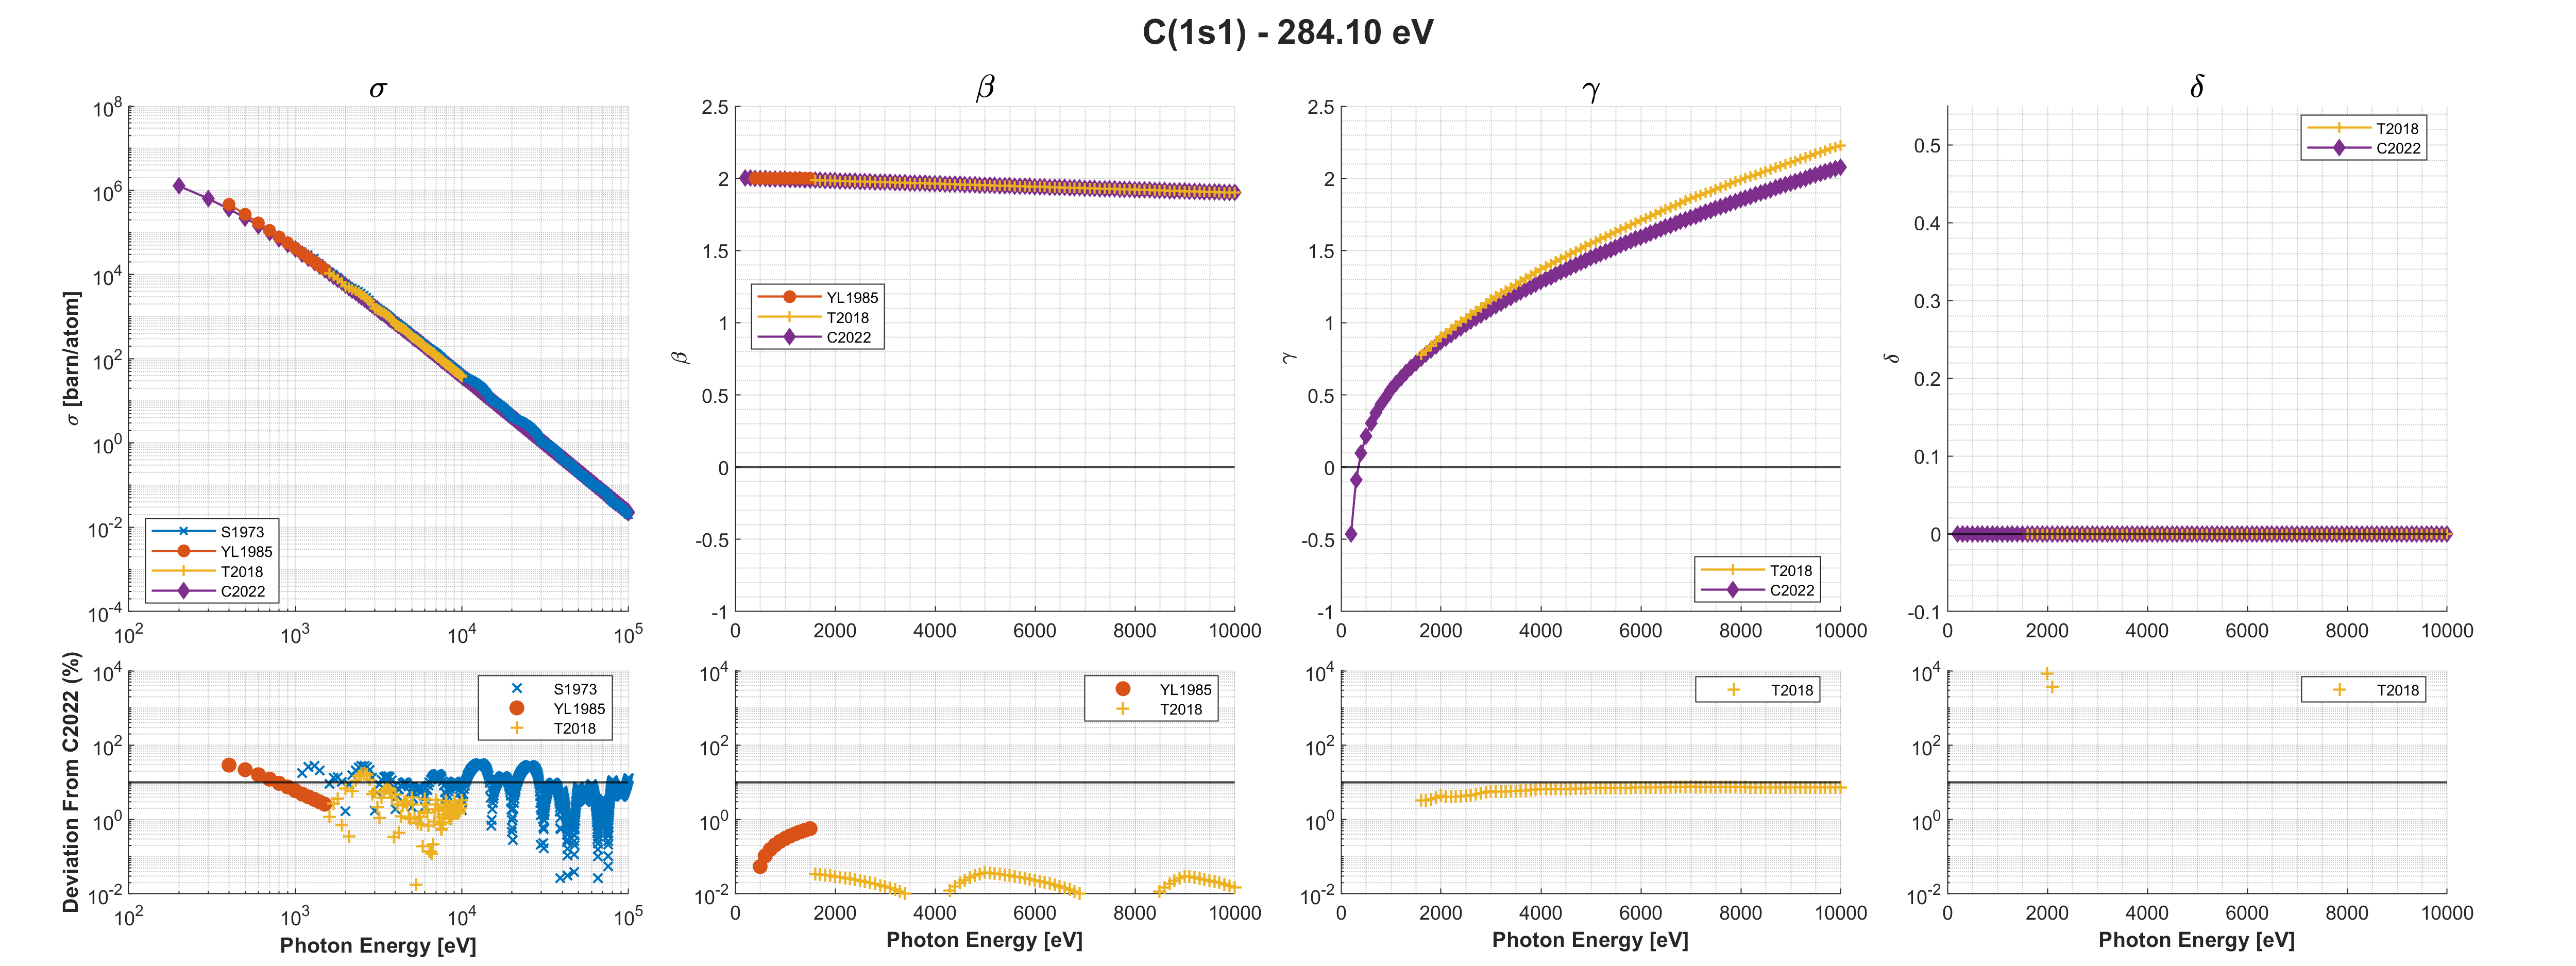 C(1s1) - 284.10 eV
σ
σ [barn/atom]
10^8
10^6
10^4
10^2
10^0
10^-2
10^-4
10^2
10^3
10^4
10^5
S1973
YL1985
T2018
C2022
β
β
2.5
2
1.5
1
0.5
0
-0.5
-1
0
2000
4000
6000
8000
10000
YL1985
T2018
C2022
γ
γ
2.5
2
1.5
1
0.5
0
-0.5
-1
0
2000
4000
6000
8000
10000
T2018
C2022
δ
δ
0.5
0.4
0.3
0.2
0.1
0
-0.1
0
2000
4000
6000
8000
10000
T2018
C2022
Deviation From C2022 (%)
10^4
10^2
10^0
10^-2
10^2
10^3
10^4
10^5
Photon Energy [eV]
S1973
YL1985
T2018
10^4
10^2
10^0
10^-2
0
2000
4000
6000
8000
10000
Photon Energy [eV]
YL1985
T2018
10^4
10^2
10^0
10^-2
0
2000
4000
6000
8000
10000
Photon Energy [eV]
T2018
10^4
10^2
10^0
10^-2
0
2000
4000
6000
8000
10000
Photon Energy [eV]
T2018